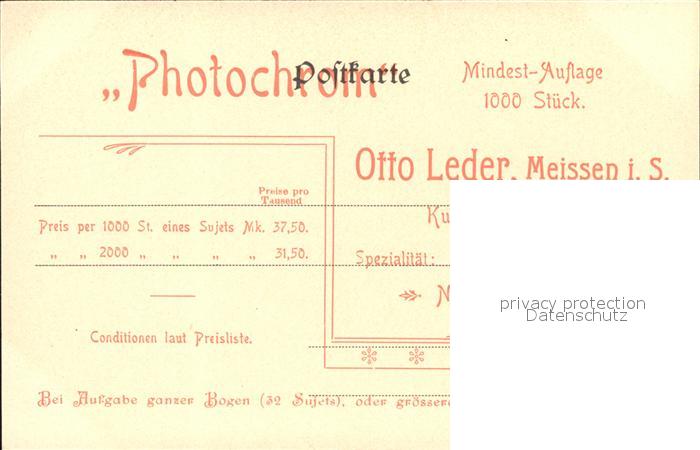 „Photochrom“
Postkarte
Mindest-Auflage
1000 Stück.
Otto Leder, Meissen i. S.
Preise pro
Tausend
Preis per 1000 St. eines Sujets Mk. 37,50.
„ „ 2000 „ „ „ „ 31,50.
Spezialität:
Conditionen laut Preisliste.
Bei Aufgabe ganzer Bogen (32 Sujets), oder grössere
privacy protection
Datenschutz